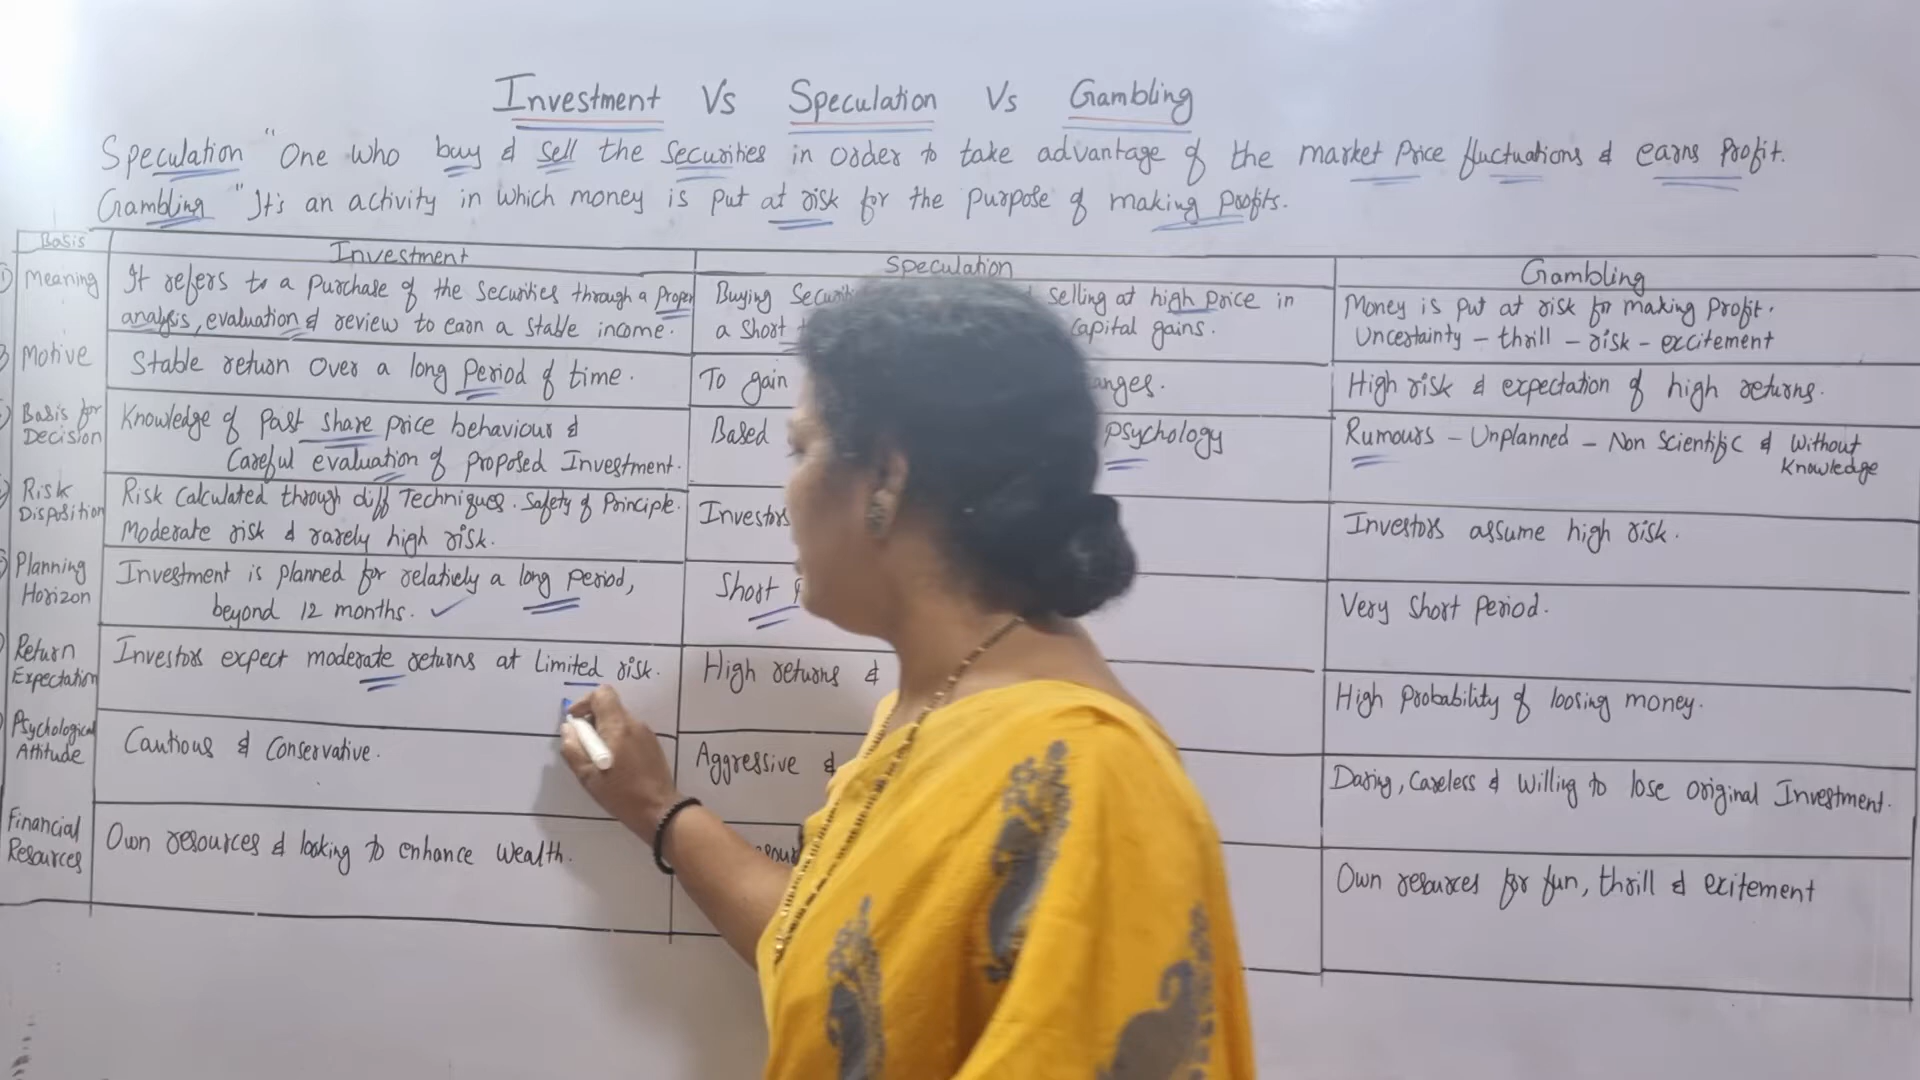 Investment Vs Speculation Vs Gambling
Speculation "One who buy & sell the securities in order to take advantage of the market price fluctuations & earns profit.
Gambling "It's an activity in which money is put at risk for the purpose of making profits.
Basis
Investment
Speculation
Gambling
Meaning
It refers to a purchase of the securities through a proper
analysis, evaluation & review to earn a stable income.
Buying
selling at high price in
a short
capital gains.
Money is put at risk for making profit.
Uncertainty - thrill - risk - excitement
Motive
Stable return over a long period of time.
To gain
High risk & expectation of high returns.
Basis for
Decision
Knowledge of past share price behaviour &
Careful evaluation of proposed Investment.
Based
psychology
Rumours - Unplanned - Non Scientific & Without
Knowledge
Risk
Disposition
Risk calculated through diff Techniques. Safety of Principle.
Moderate risk & rarely high risk.
Investors
Investors assume high risk.
Planning
Horizon
Investment is planned for relatiely a long period,
beyond 12 months.
Short
Very short period.
Return
Expectation
Investors expect moderate returns at limited risk.
High returns &
High probability of loosing money.
Psychological
Attitude
Cautious & Conservative.
Aggressive &
Daring, Careless & Willing to lose original Investment.
Financial
Resources
Own resources & looking to enhance wealth.
Own resources for fun, thrill & excitement